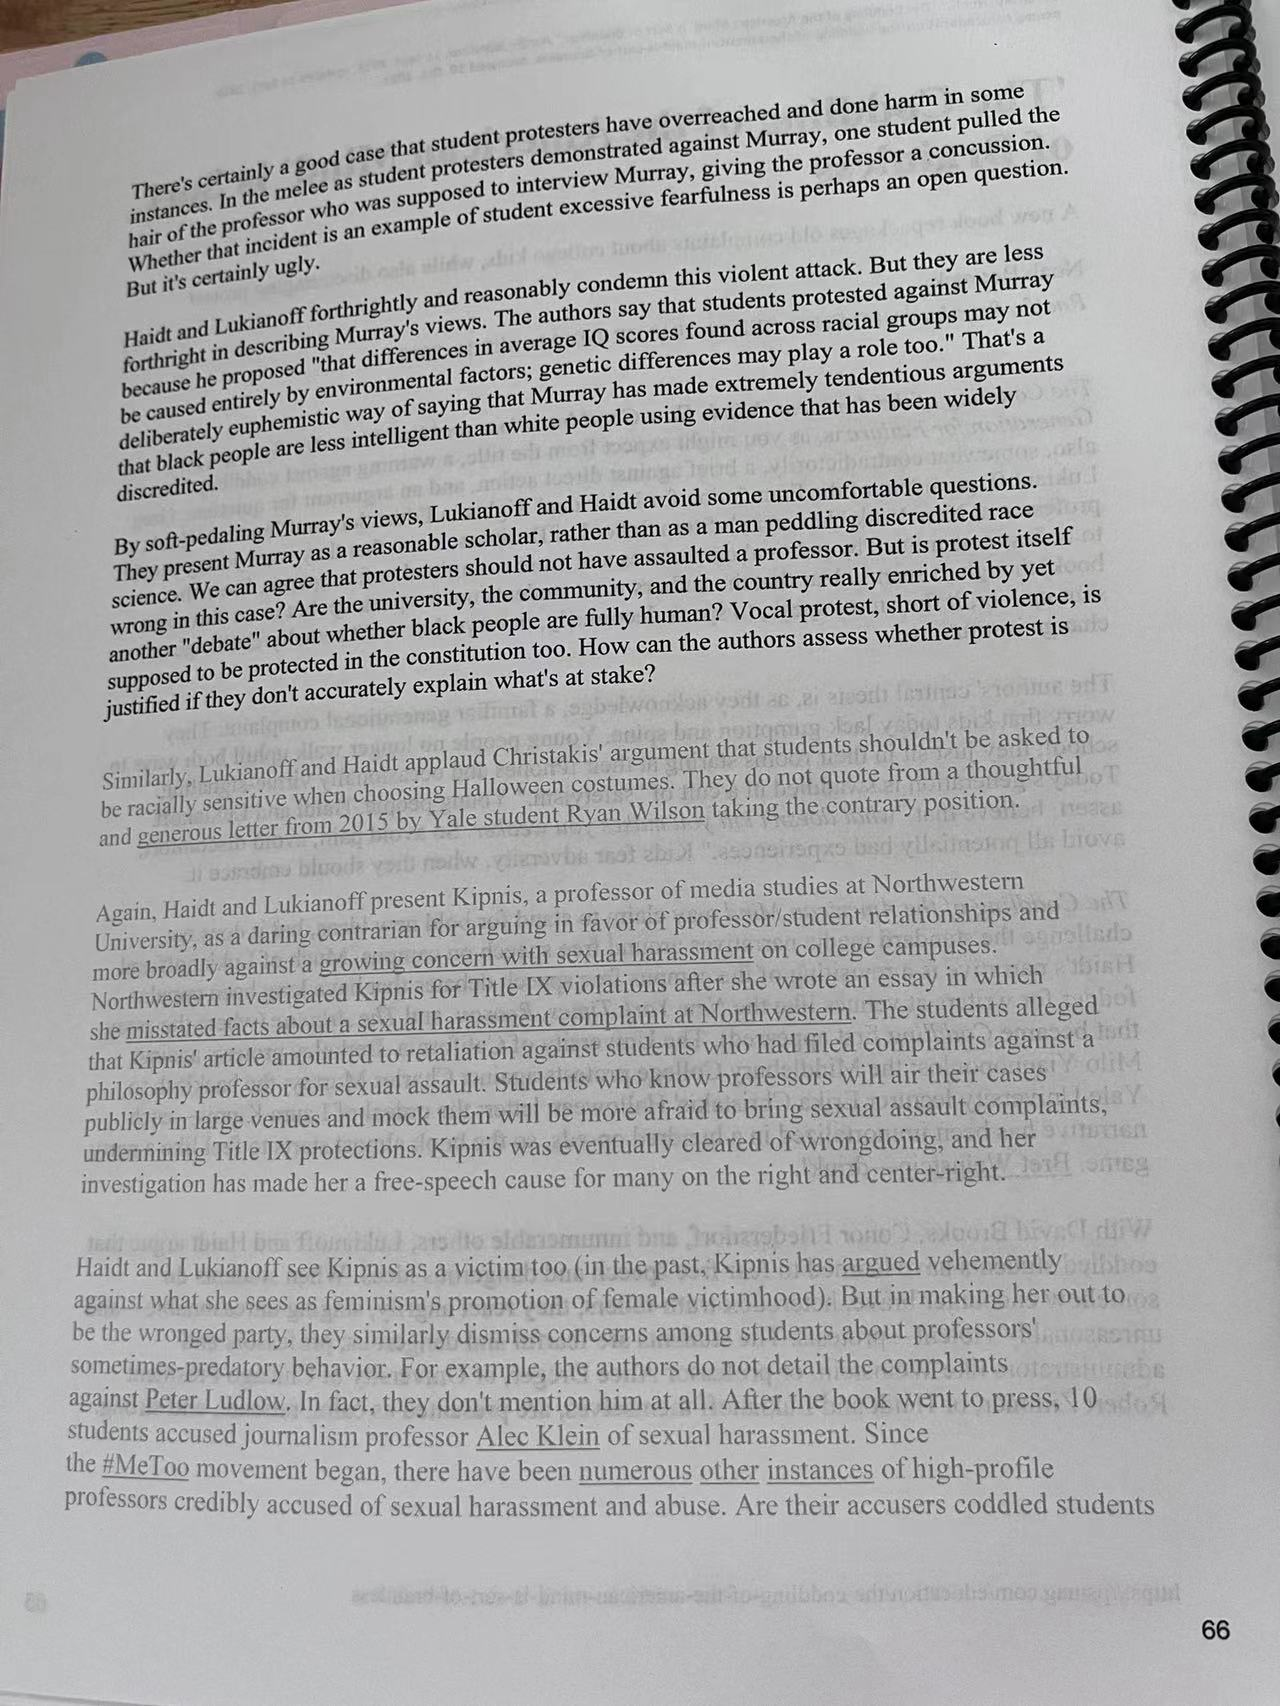 There's certainly a good case that student protesters have overreached and done harm in some
instances. In the melee as student protesters demonstrated against Murray, one student pulled the
hair of the professor who was supposed to interview Murray, giving the professor a concussion.
Whether that incident is an example of student excessive fearfulness is perhaps an open question.
But it's certainly ugly.
Haidt and Lukianoff forthrightly and reasonably condemn this violent attack. But they are less
forthright in describing Murray's views. The authors say that students protested against Murray
because he proposed "that differences in average IQ scores found across racial groups may not
be caused entirely by environmental factors; genetic differences may play a role too." That's a
deliberately euphemistic way of saying that Murray has made extremely tendentious arguments
that black people are less intelligent than white people using evidence that has been widely
discredited.
By soft-pedaling Murray's views, Lukianoff and Haidt avoid some uncomfortable questions.
They present Murray as a reasonable scholar, rather than as a man peddling discredited race
science. We can agree that protesters should not have assaulted a professor. But is protest itself
wrong in this case? Are the university, the community, and the country really enriched by yet
another "debate" about whether black people are fully human? Vocal protest, short of violence, is
supposed to be protected in the constitution too. How can the authors assess whether protest is
justified if they don't accurately explain what's at stake?
Similarly, Lukianoff and Haidt applaud Christakis' argument that students shouldn't be asked to
be racially sensitive when choosing Halloween costumes. They do not quote from a thoughtful
and generous letter from 2015 by Yale student Ryan Wilson taking the contrary position.
Again, Haidt and Lukianoff present Kipnis, a professor of media studies at Northwestern
University, as a daring contrarian for arguing in favor of professor/student relationships and
more broadly against a growing concern with sexual harassment on college campuses.
Northwestern investigated Kipnis for Title IX violations after she wrote an essay in which
she misstated facts about a sexual harassment complaint at Northwestern. The students alleged
that Kipnis' article amounted to retaliation against students who had filed complaints against a
philosophy professor for sexual assault. Students who know professors will air their cases
publicly in large venues and mock them will be more afraid to bring sexual assault complaints,
undermining Title IX protections. Kipnis was eventually cleared of wrongdoing, and her
investigation has made her a free-speech cause for many on the right and center-right.
Haidt and Lukianoff see Kipnis as a victim too (in the past, Kipnis has argued vehemently
against what she sees as feminism's promotion of female victimhood). But in making her out to
be the wronged party, they similarly dismiss concerns among students about professors'
sometimes-predatory behavior. For example, the authors do not detail the complaints
against Peter Ludlow. In fact, they don't mention him at all. After the book went to press, 10
students accused journalism professor Alec Klein of sexual harassment. Since
the #MeToo movement began, there have been numerous other instances of high-profile
professors credibly accused of sexual harassment and abuse. Are their accusers coddled students
66